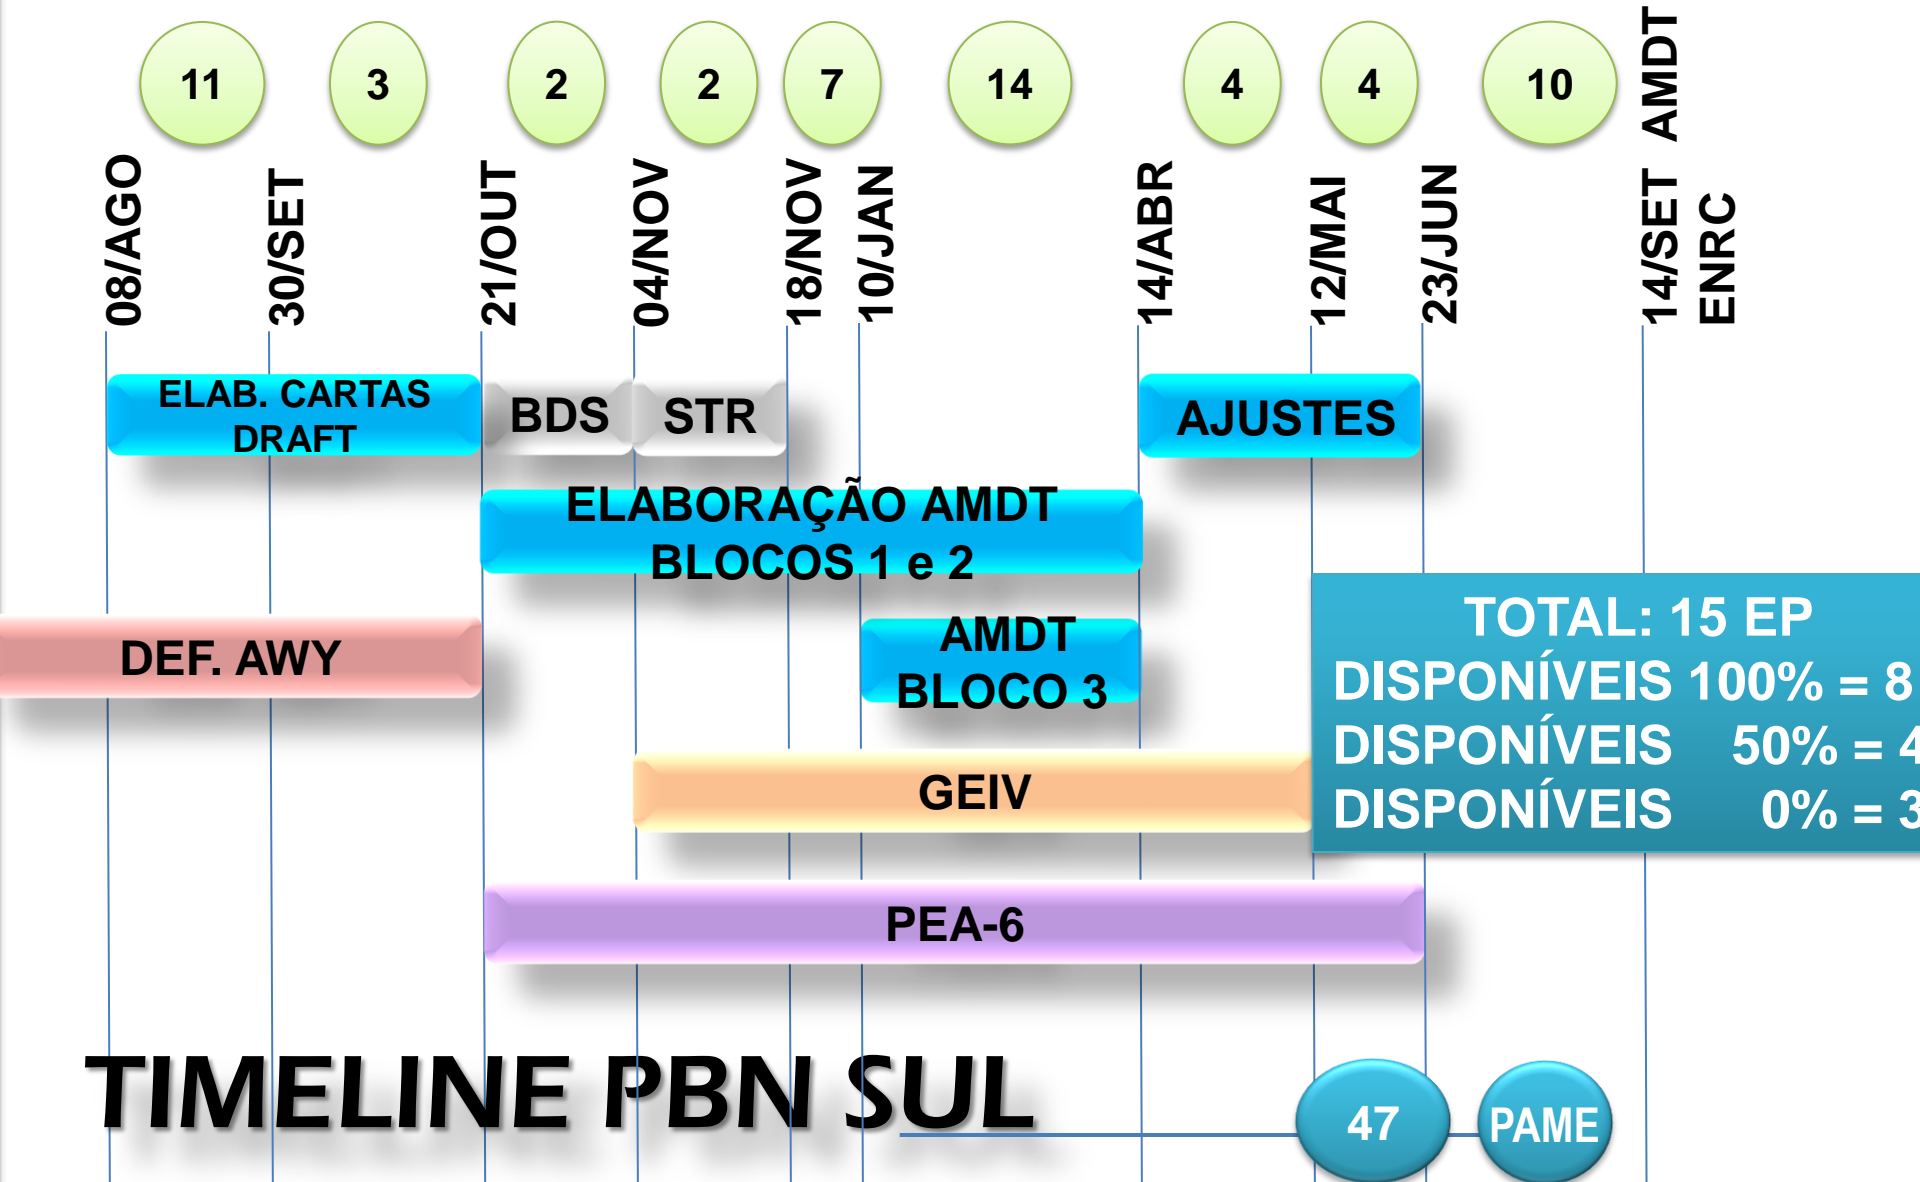 11
3
2
2
7
14
4
4
10
08/AGO
30/SET
21/OUT
04/NOV
18/NOV
10/JAN
14/ABR
12/MAI
23/JUN
14/SET AMDT
ENRC
ELAB. CARTAS
DRAFT
BDS
STR
AJUSTES
ELABORAÇÃO AMDT
BLOCOS 1 e 2
DEF. AWY
AMDT
BLOCO 3
TOTAL: 15 EP
DISPONÍVEIS 100% = 8
DISPONÍVEIS 50% = 4
DISPONÍVEIS 0% = 3
GEIV
PEA-6
TIMELINE PBN SUL
47
PAME